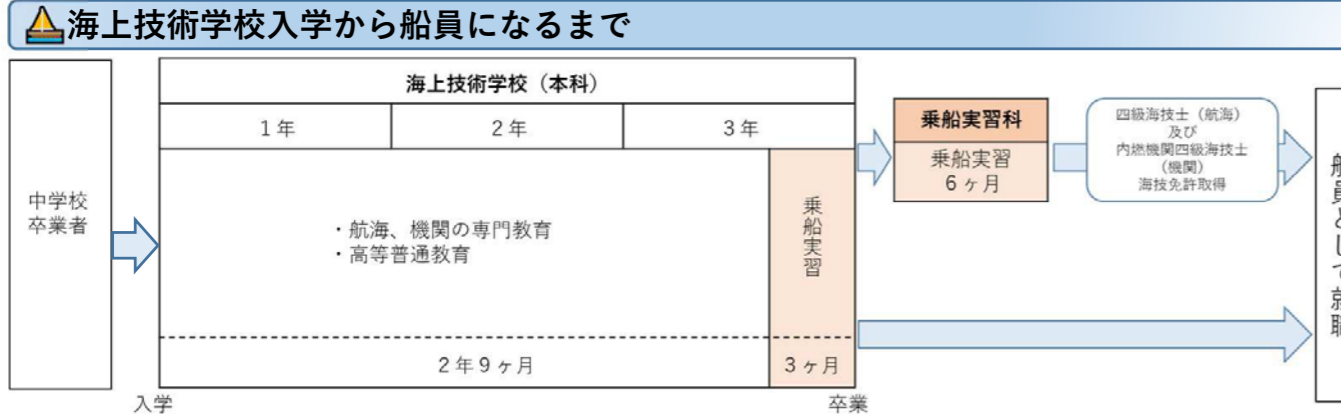 海上技術学校入学から船員になるまで
中学校
卒業者
入学
海上技術学校（本科）
1年
2年
3年
・航海、機関の専門教育
・高等普通教育
乗船実習
2年9ヶ月
3ヶ月
卒業
乗船実習科
乗船実習
6ヶ月
四級海技士（航海）
及び
内燃機関四級海技士
（機関）
海技免許取得
船員として就職